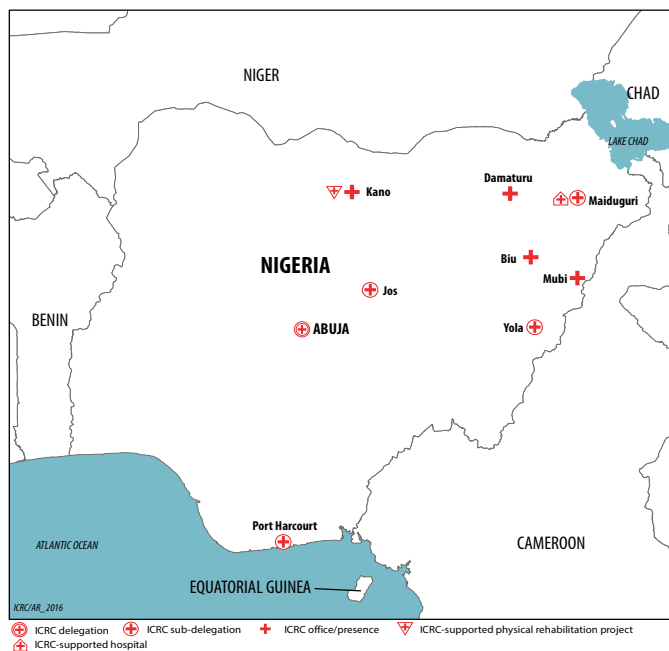 NIGER
CHAD
LAKE CHAD
Kano
Damaturu
Maiduguri
NIGERIA
Biu
Mubi
Jos
BENIN
ABUJA
Yola
Port Harcourt
ATLANTIC OCEAN
CAMEROON
EQUATORIAL GUINEA
ICRC/AR_2016
ICRC delegation
ICRC sub-delegation
ICRC office/presence
ICRC-supported physical rehabilitation project
ICRC-supported hospital